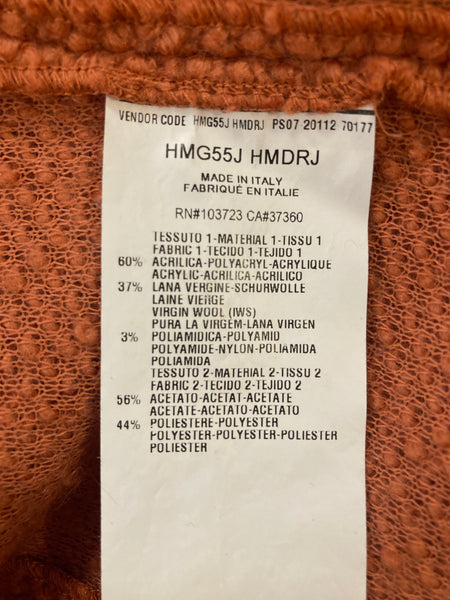 VENDOR CODE HMG55J HMDRJ PS07 20112 70177
HMG55J HMDRJ
MADE IN ITALY
FABRIQUÉ EN ITALIE
RN#103723 CA#37360
TESSUTO 1-MATERIAL 1-TISSU 1
FABRIC 1-TECIDO 1-TEJIDO 1
60% ACRILICA-POLYACRYL-ACRYLIQUE
ACRYLIC-ACRILICA-ACRILICO
37% LANA VERGINE-SCHURWOLLE
LAINE VIERGE
VIRGIN WOOL (IWS)
PURA LA VIRGEM-LANA VIRGEN
3% POLIAMIDICA-POLYAMID
POLYAMIDE-NYLON-POLIAMIDA
POLIAMIDA
TESSUTO 2-MATERIAL 2-TISSU 2
FABRIC 2-TECIDO 2-TEJIDO 2
56% ACETATO-ACETAT-ACETATE
ACETATE-ACETATO-ACETATO
44% POLIESTERE-POLYESTER
POLYESTER-POLYESTER-POLIESTER
POLIESTER